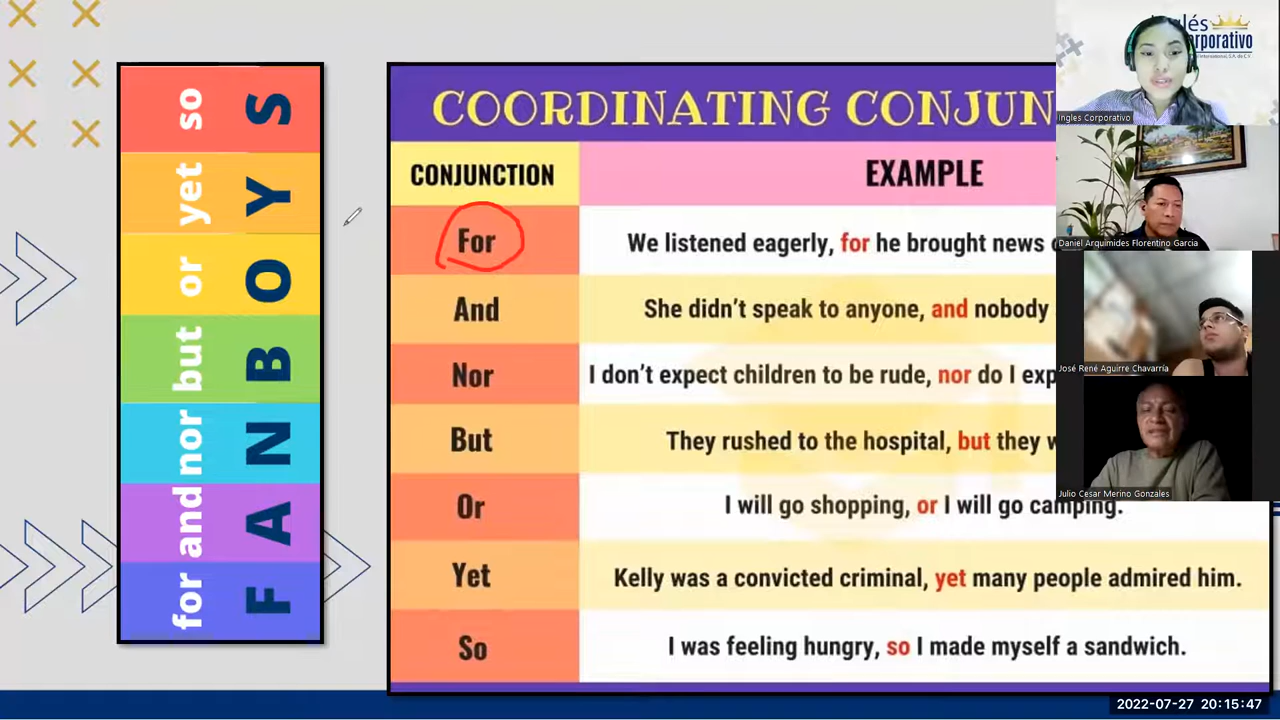 so
yet
or
but
nor
and
for
S
Y
O
B
N
A
F
COORDINATING CONJUN
CONJUNCTION
EXAMPLE
For
We listened eagerly, for he brought news
And
She didn't speak to anyone, and nobody
Nor
I don't expect children to be rude, nor do I exp
But
They rushed to the hospital, but they w
Or
I will go shopping, or I will go camping.
Yet
Kelly was a convicted criminal, yet many people admired him.
So
I was feeling hungry, so I made myself a sandwich.
Ingles Corporativo
Daniel Arquimides Florentino Garcia
José René Aguirre Chavarría
Julio Cesar Merino Gonzales
2022-07-27 20:15:47